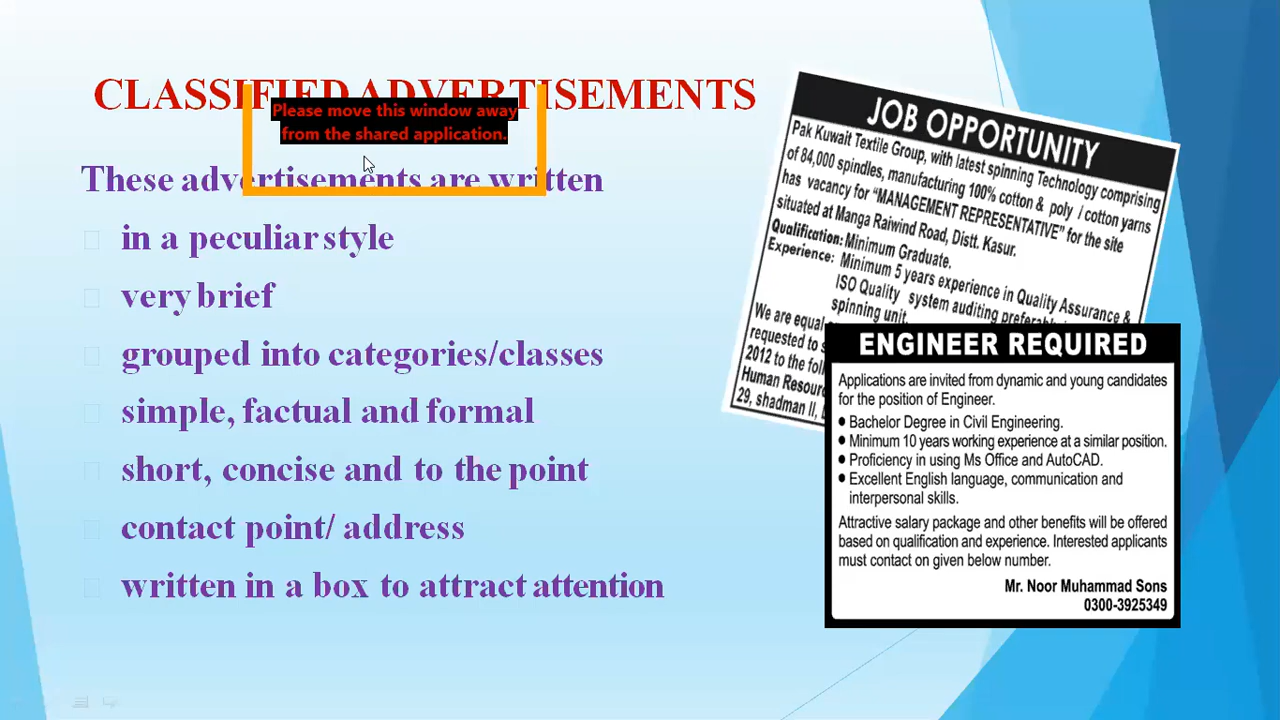 CLASSIFIED ADVERTISEMENTS
Please move this window away
from the shared application.
These advertisements are written
in a peculiar style
very brief
grouped into categories/classes
simple, factual and formal
short, concise and to the point
contact point/ address
written in a box to attract attention
JOB OPPORTUNITY
Pak Kuwait Textile Group, with latest spinning Technology comprising
of 84,000 spindles, manufacturing 100% cotton & poly / cotton yarns
has vacancy for “MANAGEMENT REPRESENTATIVE” for the site
situated at Manga Raiwind Road, Distt. Kasur.
Qualification: Minimum Graduate.
Experience: Minimum 5 years experience in Quality Assurance &
ISO Quality system auditing
spinning unit.
We are equal
requested to
2012 to the
Human
29, shadman II,
ENGINEER REQUIRED
Applications are invited from dynamic and young candidates
for the position of Engineer.
● Bachelor Degree in Civil Engineering.
● Minimum 10 years working experience at a similar position.
● Proficiency in using Ms Office and AutoCAD.
● Excellent English language, communication and
interpersonal skills.
Attractive salary package and other benefits will be offered
based on qualification and experience. Interested applicants
must contact on given below number.
Mr. Noor Muhammad Sons
0300-3925349